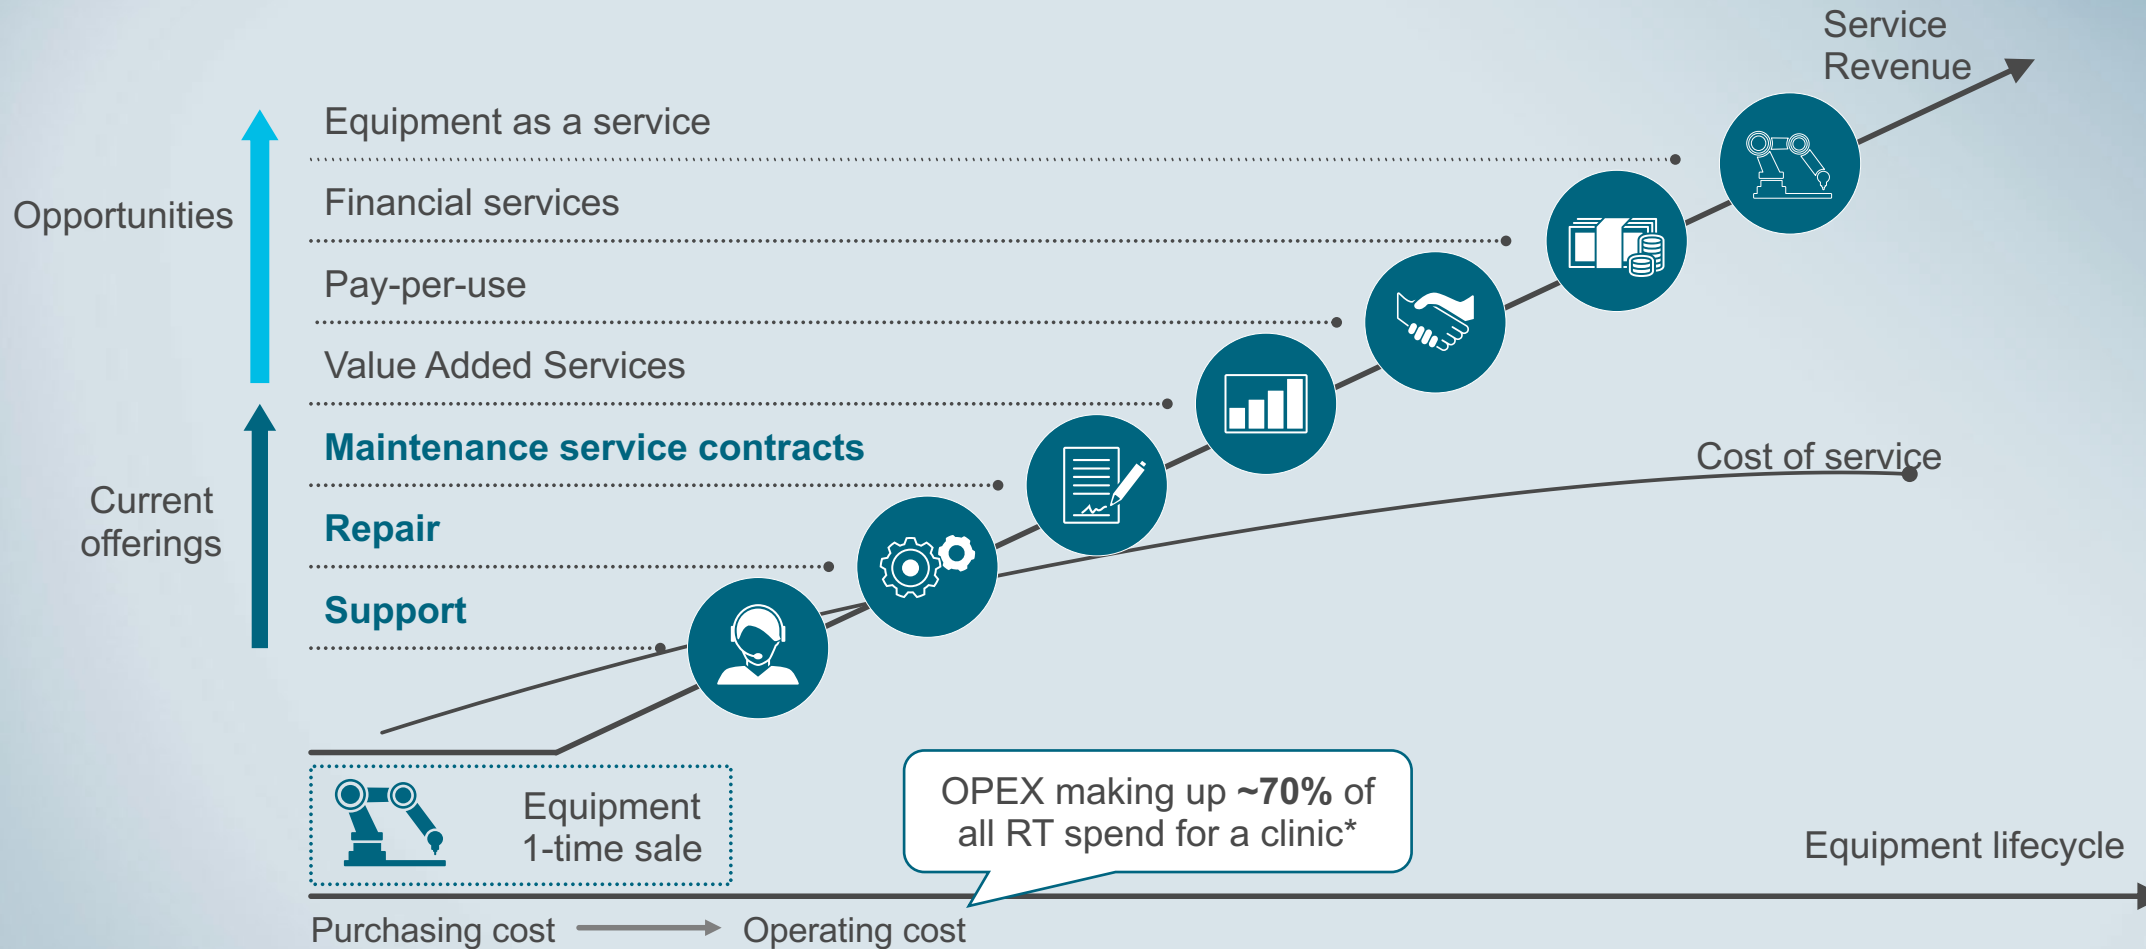 Service
Revenue
Equipment as a service
Financial services
Opportunities
Pay-per-use
Value Added Services
Maintenance service contracts
Cost of service
Current
offerings
Repair
Support
Equipment
1-time sale
OPEX making up ~70% of
all RT spend for a clinic*
Equipment lifecycle
Purchasing cost
Operating cost